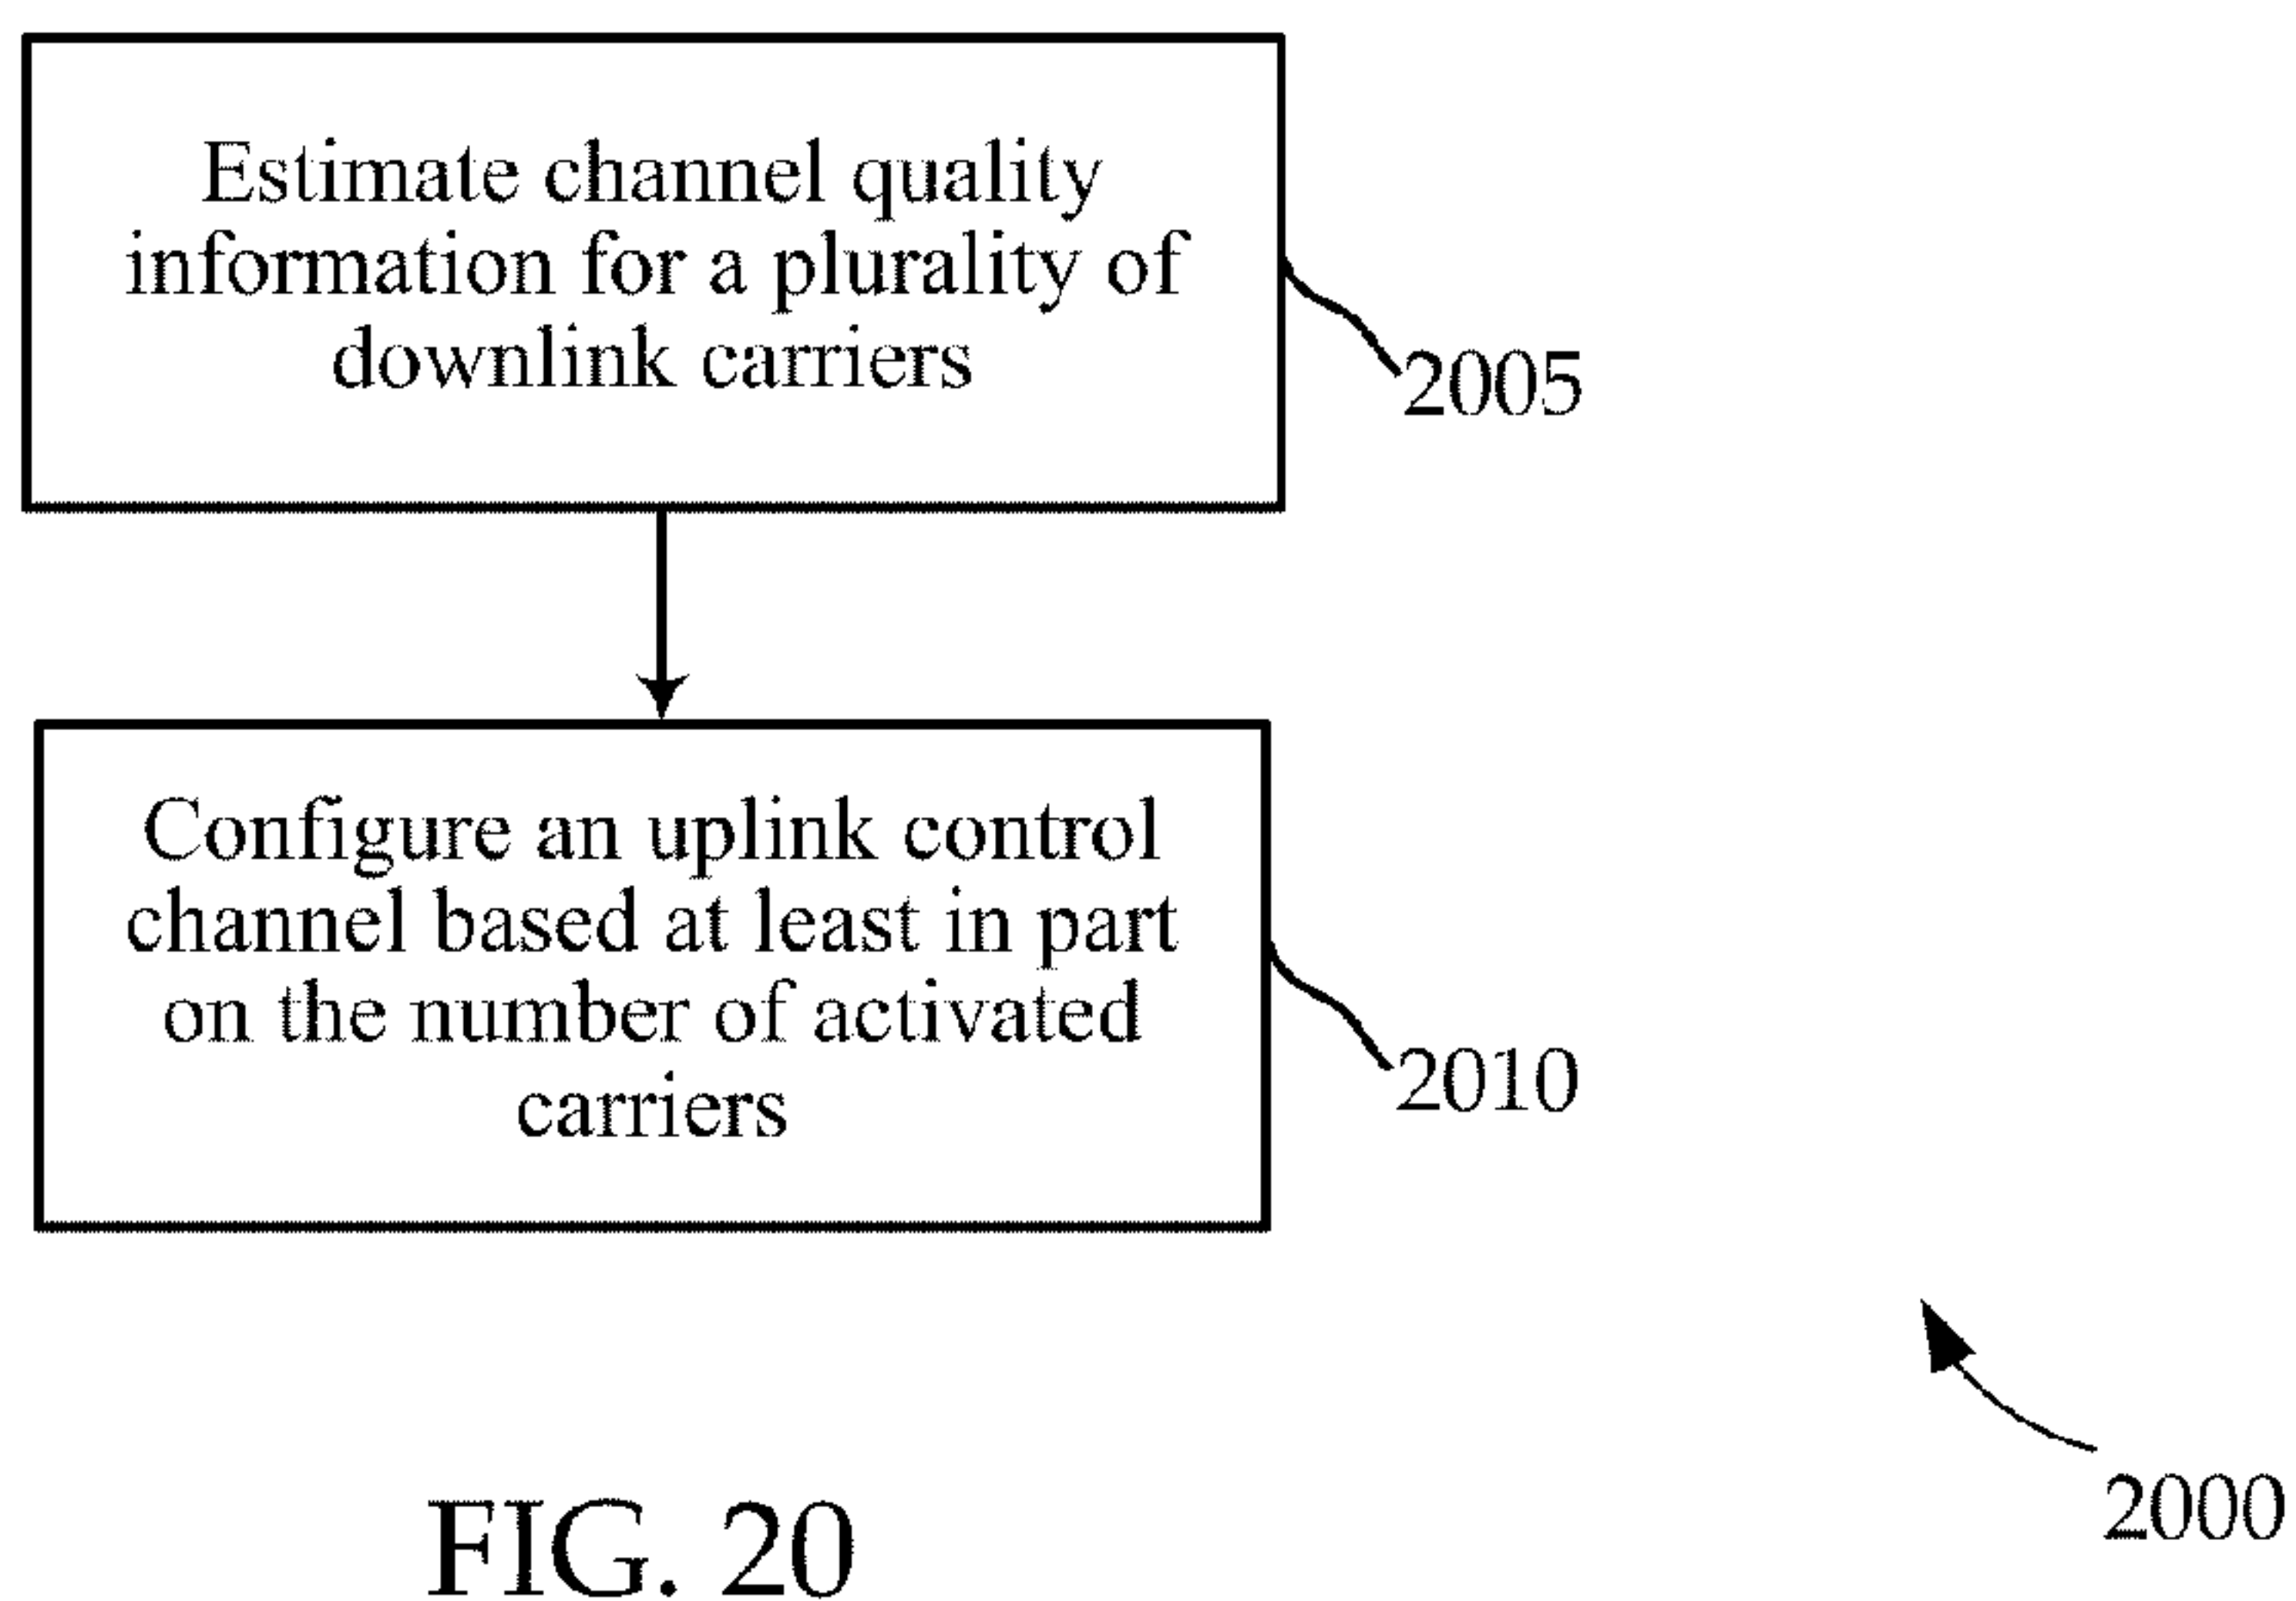 Estimate channel quality
information for a plurality of
downlink carriers
2005
Configure an uplink control
channel based at least in part
on the number of activated
carriers
2010
2000
FIG. 20